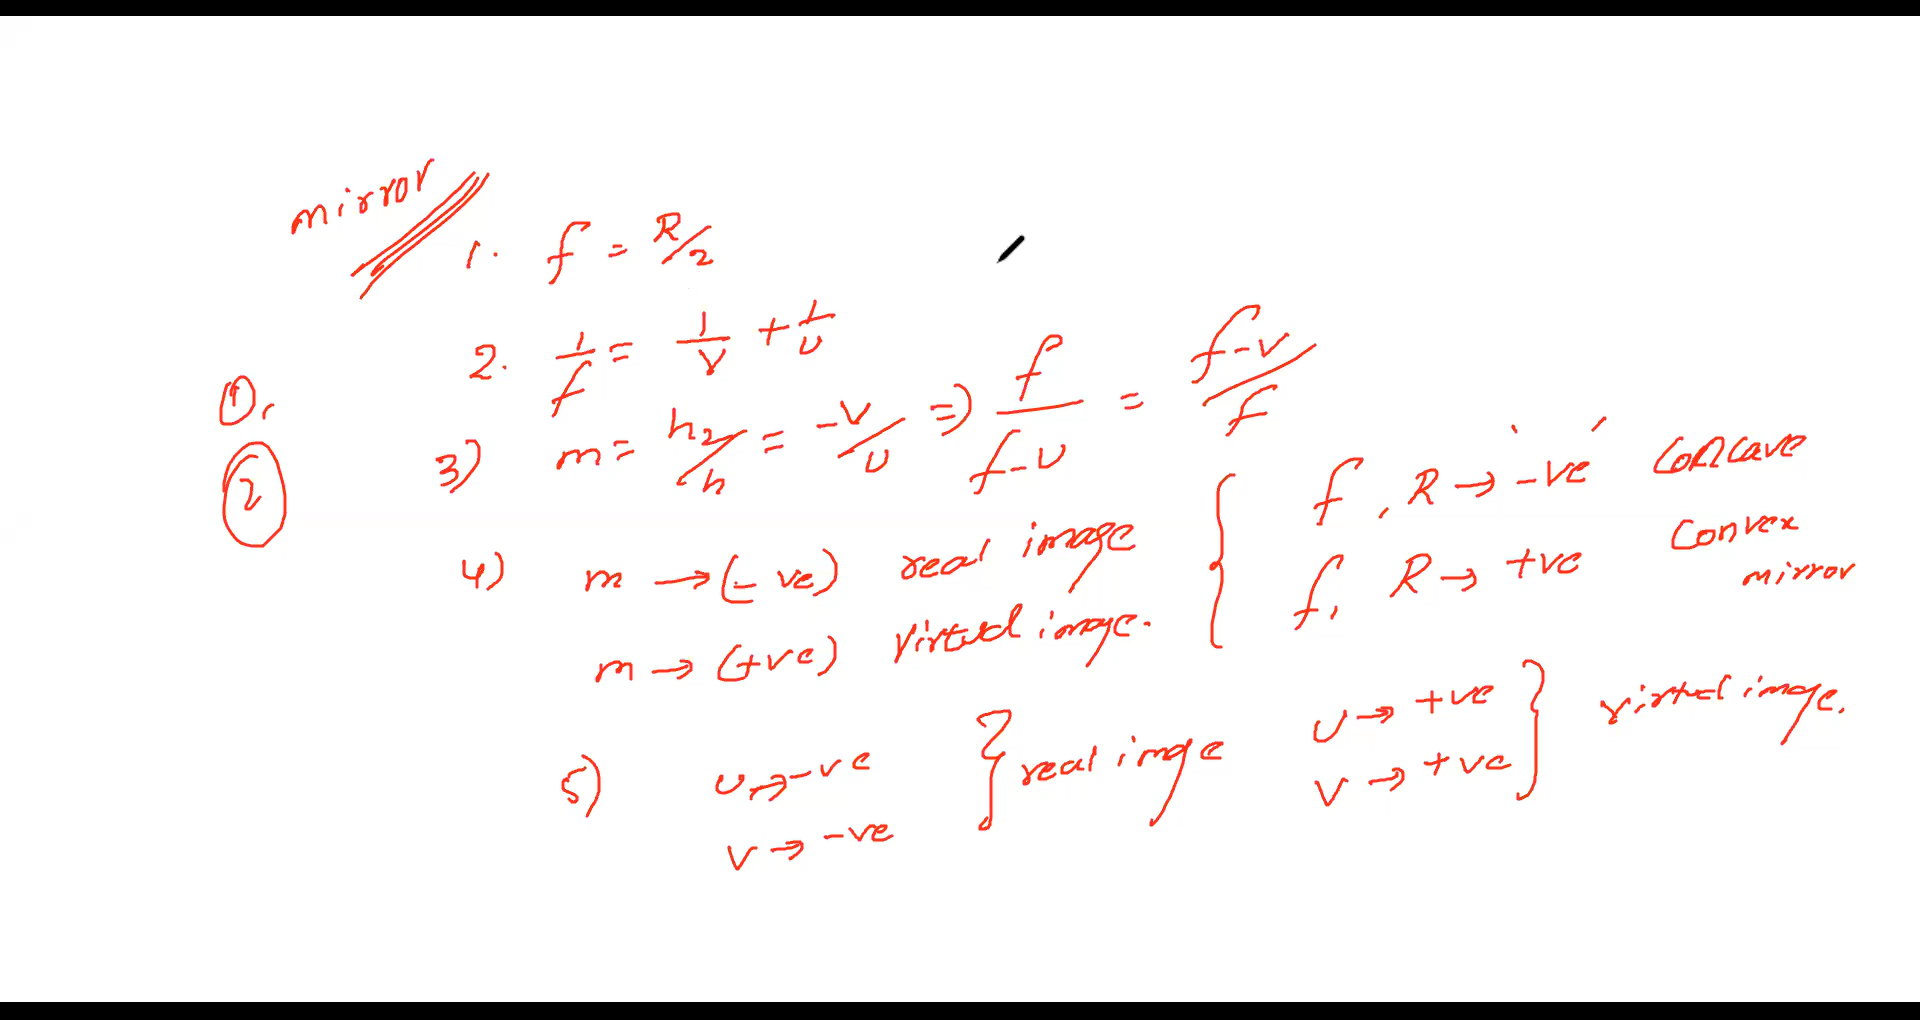 mirror
1. f = R/2
2. 1/f = 1/v + 1/u
①,
3) m = h2/h = -v/u ⇒ f/(f-u) = (f-v)/f
②
4) m → (-ve) real image { f, R → -ve concave
m → (+ve) virtual image. f, R → +ve convex mirror
5) u → -ve } real image u → +ve } virtual image.
v → -ve v → +ve